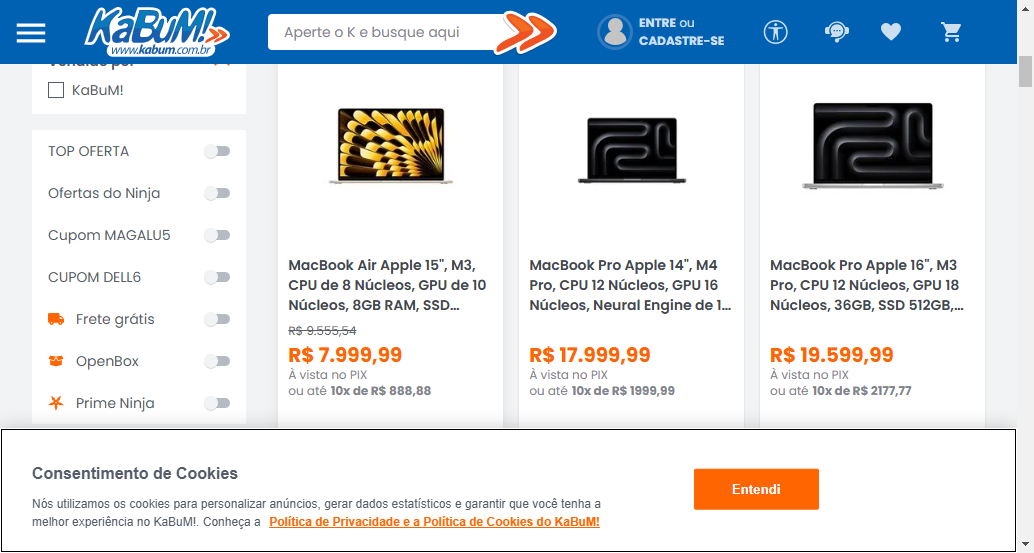 KaBuM!
www.kabum.com.br
Aperte o K e busque aqui
ENTRE ou
CADASTRE-SE
Vendido por
KaBuM!
TOP OFERTA
Ofertas do Ninja
Cupom MAGALU5
CUPOM DELL6
Frete grátis
OpenBox
Prime Ninja
MacBook Air Apple 15", M3,
CPU de 8 Núcleos, GPU de 10
Núcleos, 8GB RAM, SSD...
R$ 9.555,54
R$ 7.999,99
À vista no PIX
ou até 10x de R$ 888,88
MacBook Pro Apple 14", M4
Pro, CPU 12 Núcleos, GPU 16
Núcleos, Neural Engine de 1...
R$ 17.999,99
À vista no PIX
ou até 10x de R$ 1999,99
MacBook Pro Apple 16", M3
Pro, CPU 12 Núcleos, GPU 18
Núcleos, 36GB, SSD 512GB,...
R$ 19.599,99
À vista no PIX
ou até 10x de R$ 2177,77
Consentimento de Cookies
Nós utilizamos os cookies para personalizar anúncios, gerar dados estatísticos e garantir que você tenha a
melhor experiência no KaBuM!. Conheça a Política de Privacidade e a Política de Cookies do KaBuM!
Entendi